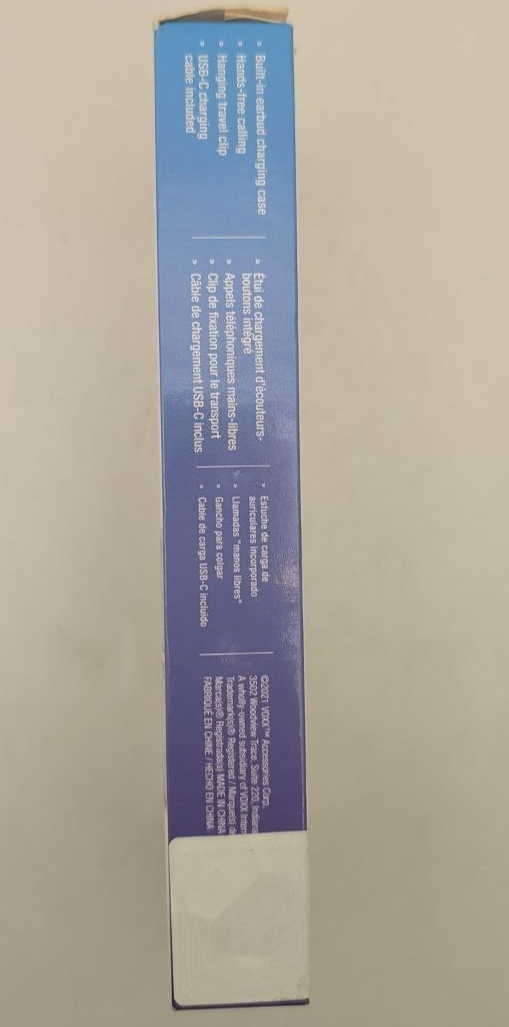 » Built-in earbud charging case
» Hands-free calling
» Hanging travel clip
» USB-C charging
cable included
» Étui de chargement d'écouteurs-
boutons intégré
» Appels téléphoniques mains-libres
» Clip de fixation pour le transport
» Câble de chargement USB-C inclus
» Estuche de carga de
auriculares incorporado
» Llamadas "manos libres"
» Gancho para colgar
» Cable de carga USB-C incluido
©2021 VOXX™ Accessories Corp.
3502 Woodview Trace, Suite 220,
A wholly-owned subsidiary of VOXX
Trademark(s)® Registered / Marque(s)
Marca(s)® Registrada(s) MADE IN CHINA
FABRIQUÉ EN CHINE / HECHO EN CHINA